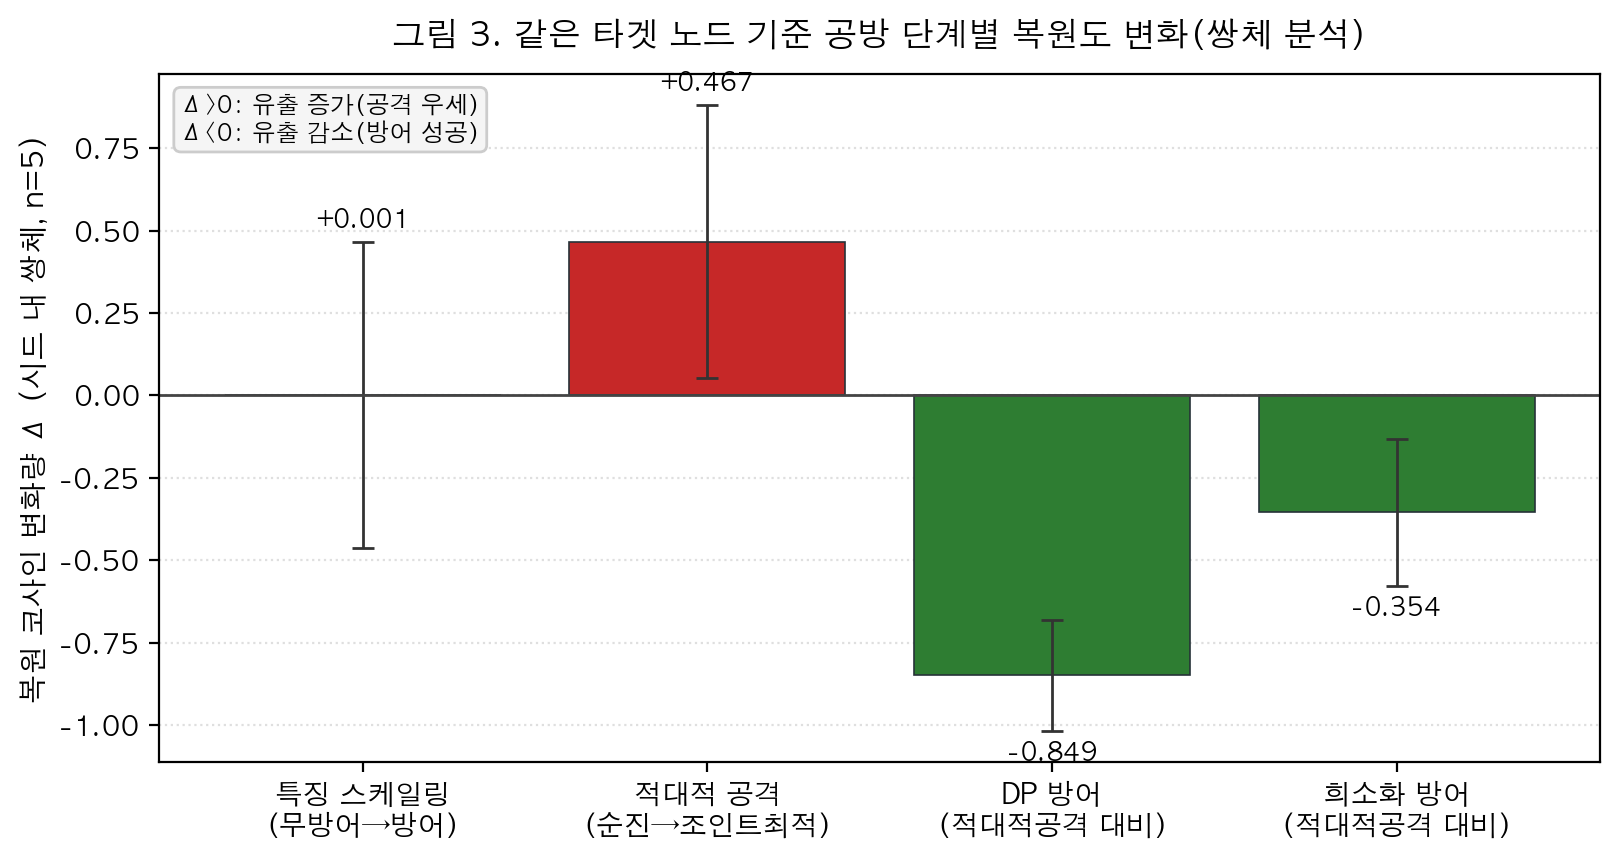 그림 3. 같은 타겟 노드 기준 공방 단계별 복원도 변화(쌍체 분석)
Δ〉0: 유출 증가(공격 우세)
Δ〈0: 유출 감소(방어 성공)
복원 코사인 변화량 Δ (시드 내 쌍체, n=5)
0.75
0.50
0.25
0.00
-0.25
-0.50
-0.75
-1.00
+0.001
+0.467
-0.849
-0.354
특징 스케일링
(무방어→방어)
적대적 공격
(순진→조인트최적)
DP 방어
(적대적공격 대비)
희소화 방어
(적대적공격 대비)